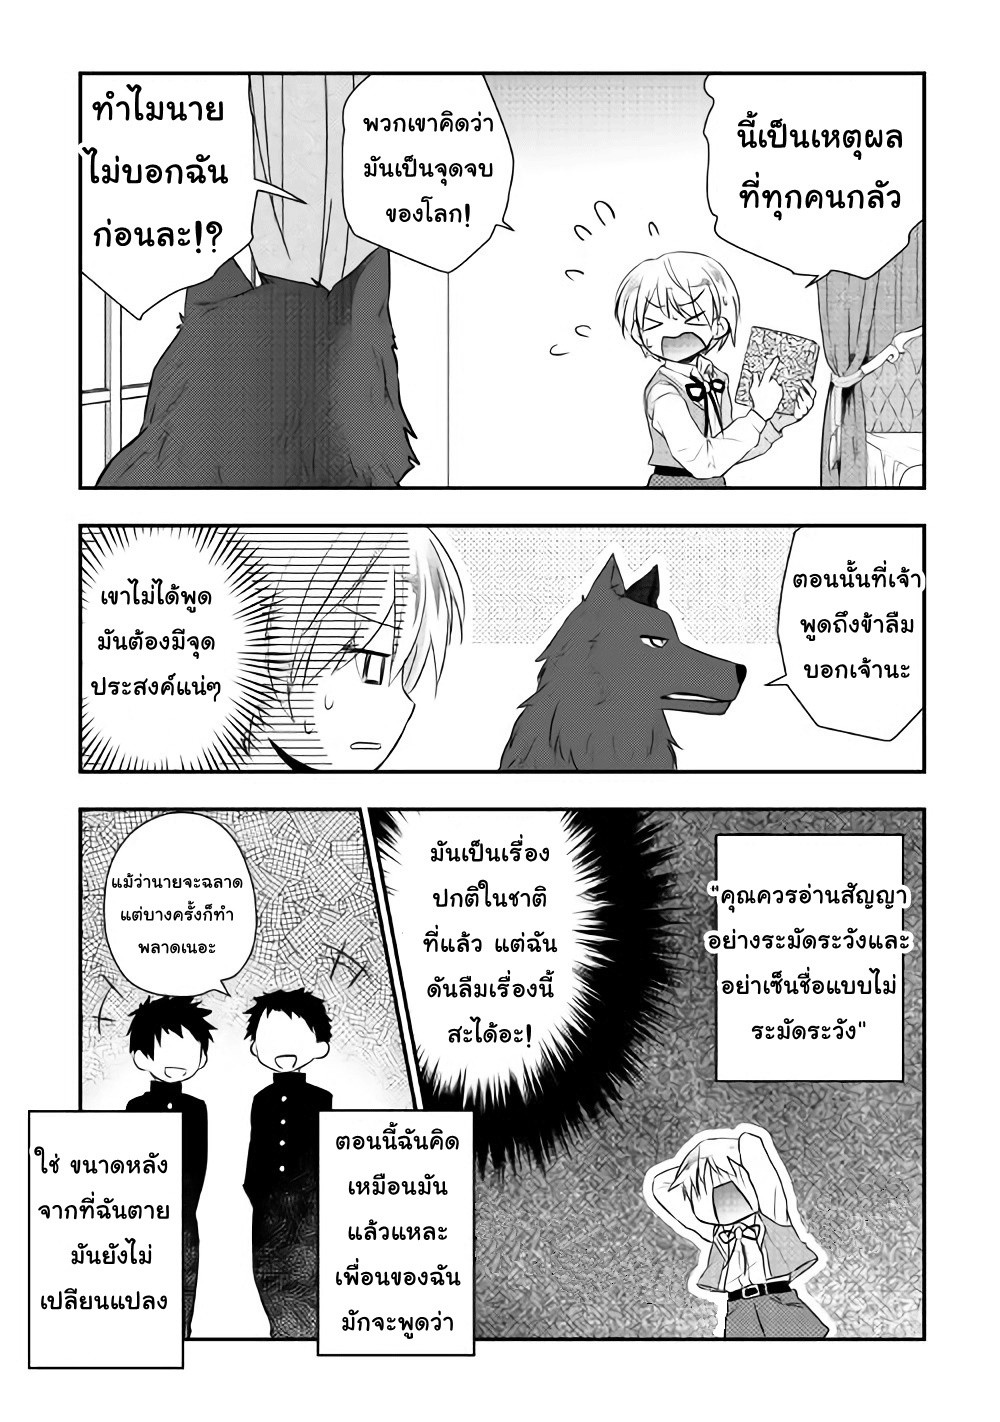 นี้เป็นเหตุผล
ที่ทุกคนกลัว
พวกเขาคิดว่า
มันเป็นจุดจบ
ของโลก!
ทำไมนาย
ไม่บอกฉัน
ก่อนละ!?
ตอนนั้นที่เจ้า
พูดถึงข้าลืม
บอกเจ้านะ
เขาไม่ได้พูด
มันต้องมีจุด
ประสงค์แน่ๆ
"คุณควรอ่านสัญญา
อย่างระมัดระวังและ
อย่าเซ็นชื่อแบบไม่
ระมัดระวัง"
มันเป็นเรื่อง
ปกติในชาติ
ที่แล้ว แต่ฉัน
ดันลืมเรื่องนี้
สะได้อะ!
ตอนนี้ฉันคิด
เหมือนมัน
แล้วแหละ
เพื่อนของฉัน
มักจะพูดว่า
แม้ว่านายจะฉลาด
แต่บางครั้งก็ทำ
พลาดเนอะ
ใช่ ขนาดหลัง
จากที่ฉันตาย
มันยังไม่
เปลี่ยนแปลง